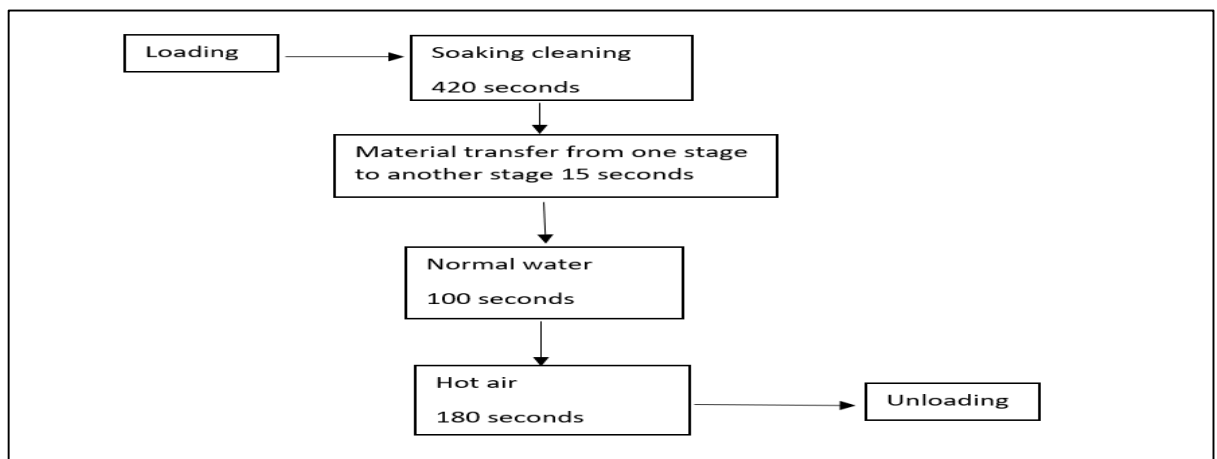 Loading
Soaking cleaning
420 seconds
Material transfer from one stage
to another stage 15 seconds
Normal water
100 seconds
Hot air
180 seconds
Unloading